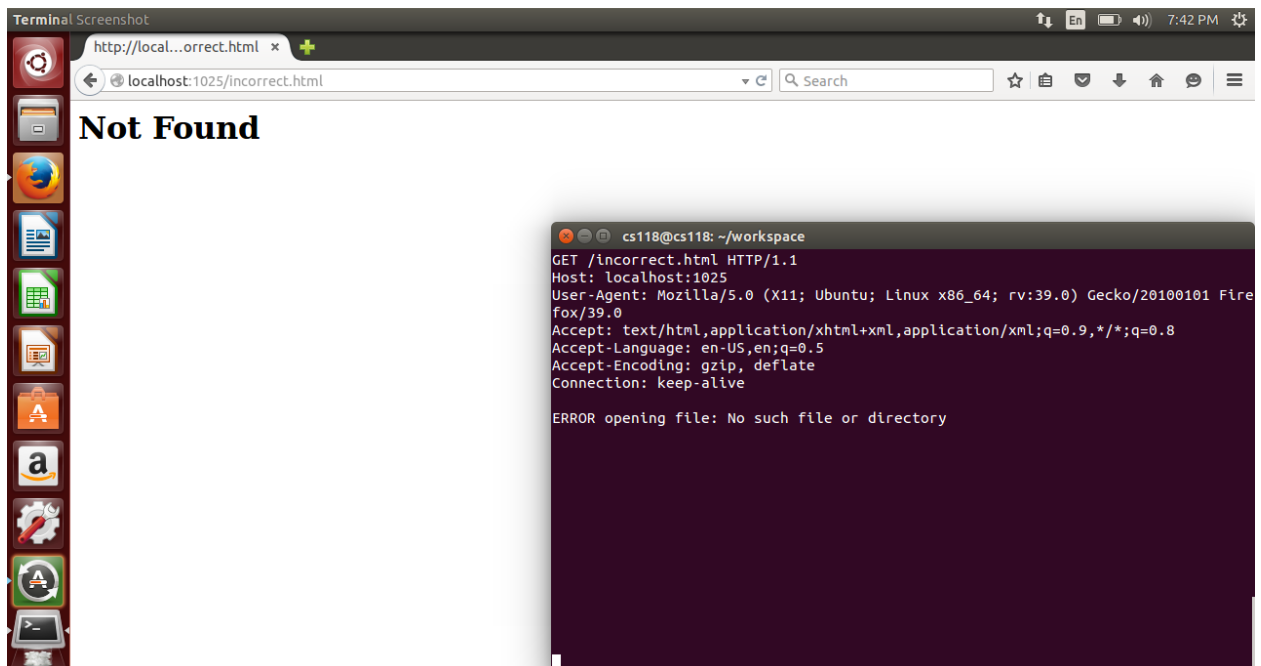 Terminal Screenshot
En
7:42 PM
http://local...orrect.html
localhost:1025/incorrect.html
Search
Not Found
cs118@cs118: ~/workspace
GET /incorrect.html HTTP/1.1
Host: localhost:1025
User-Agent: Mozilla/5.0 (X11; Ubuntu; Linux x86_64; rv:39.0) Gecko/20100101 Fire
fox/39.0
Accept: text/html,application/xhtml+xml,application/xml;q=0.9,*/*;q=0.8
Accept-Language: en-US,en;q=0.5
Accept-Encoding: gzip, deflate
Connection: keep-alive
ERROR opening file: No such file or directory